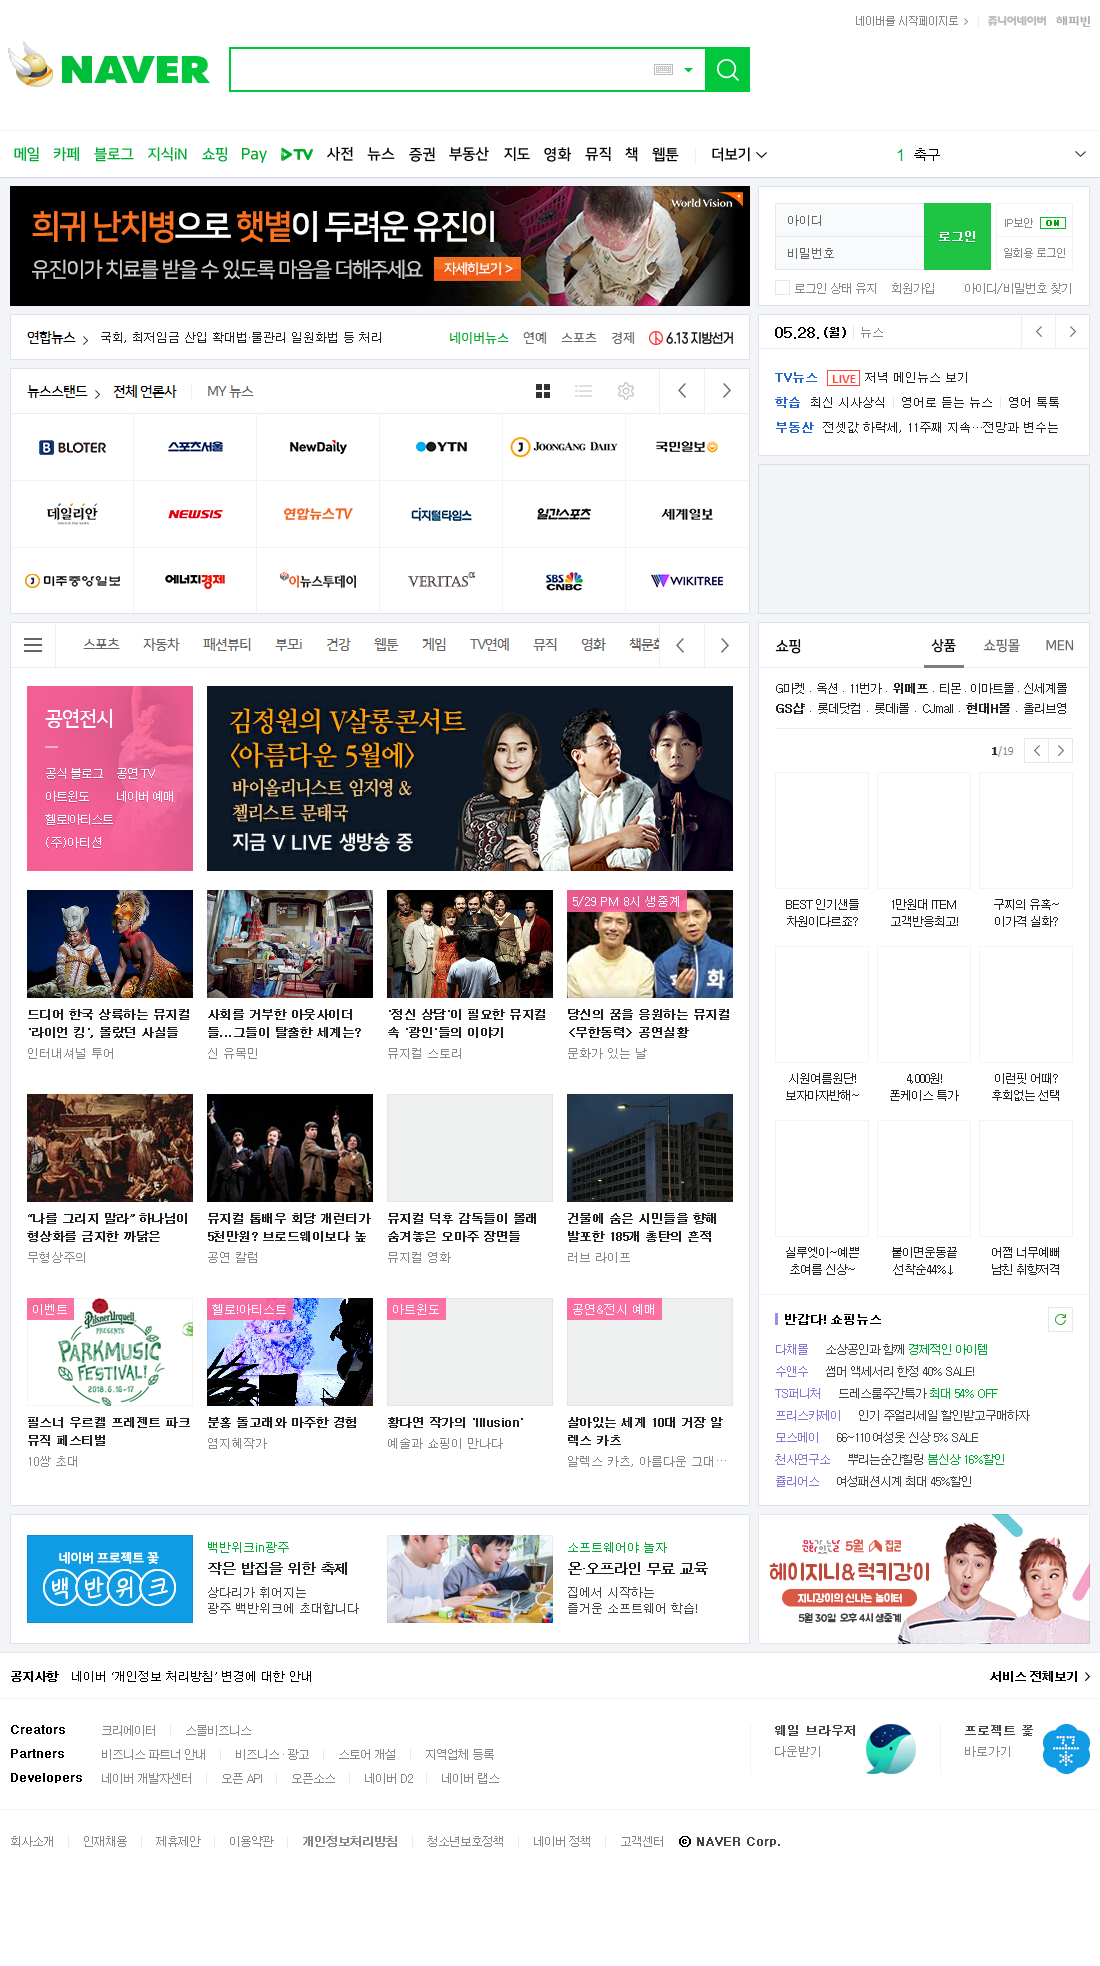 네이버를 시작페이지로 쥬니어네이버 해피빈
NAVER
메일 카페 블로그 지식iN 쇼핑 Pay TV 사전 뉴스 증권 부동산 지도 영화 뮤직 책 웹툰 더보기
1 축구
World Vision
희귀 난치병으로 햇볕이 두려운 유진이
유진이가 치료를 받을 수 있도록 마음을 더해주세요 자세히보기 >
아이디
비밀번호
로그인
IP보안 ON
일회용 로그인
로그인 상태 유지 회원가입 아이디/비밀번호 찾기
연합뉴스 국회, 최저임금 산입 확대법·물관리 일원화법 등 처리
네이버뉴스 연예 스포츠 경제 6.13 지방선거
05.28.(월) 뉴스
TV뉴스 LIVE 저녁 메인뉴스 보기
학습 최신 시사상식 영어로 듣는 뉴스 영어 톡톡
부동산 전셋값 하락세, 11주째 지속…전망과 변수는
뉴스스탠드 전체 언론사 MY 뉴스
B BLOTER 스포츠서울 NewDaily YTN J JOONGANG DAILY 국민일보
데일리안 NEWSIS 연합뉴스TV 디지털타임스 일간스포츠 세계일보
J 미주중앙일보 에너지경제 이뉴스투데이 VERITASα SBS CNBC WIKITREE
스포츠 자동차 패션뷰티 부모i 건강 웹툰 게임 TV연예 뮤직 영화 책문화
공연전시
공식 블로그 공연 TV
아트윈도 네이버 예매
헬로!아티스트
(주)아티션
김정원의 V살롱콘서트
〈아름다운 5월에〉
바이올리니스트 임지영 &
첼리스트 문태국
지금 V LIVE 생방송 중
드디어 한국 상륙하는 뮤지컬
'라이언 킹', 몰랐던 사실들
인터내셔널 투어
사회를 거부한 아웃사이더
들...그들이 탈출한 세계는?
신 유목민
'정신 상담'이 필요한 뮤지컬
속 '광인'들의 이야기
뮤지컬 스토리
5/29 PM 8시 생중계
화
당신의 꿈을 응원하는 뮤지컬
<무한동력> 공연실황
문화가 있는 날
“나를 그리지 말라” 하나님이
형상화를 금지한 까닭은
무형상주의
뮤지컬 톱배우 회당 개런티가
5천만원? 브로드웨이보다 높
공연 칼럼
뮤지컬 덕후 감독들이 몰래
숨겨놓은 오마주 장면들
뮤지컬 영화
건물에 숨은 시민들을 향해
발포한 185개 총탄의 흔적
러브 라이프
이벤트
Pilsner Urquell
PRESENTS
PARKMUSIC
FESTIVAL!
2018.6.16-17
필스너 우르켈 프레젠트 파크
뮤직 페스티벌
10쌍 초대
헬로!아티스트
분홍 돌고래와 마주한 경험
염지혜작가
아트윈도
황다연 작가의 'Illusion'
예술과 쇼핑이 만나다
공연&전시 예매
살아있는 세계 10대 거장 알
렉스 카츠
알렉스 카츠, 아름다운 그대…
쇼핑 상품 쇼핑몰 MEN
G마켓 . 옥션 . 11번가 . 위메프 . 티몬 . 이마트몰 . 신세계몰
GS샵 . 롯데닷컴 . 롯데i몰 . CJmall . 현대H몰 . 올리브영
1/19
BEST 인기샌들
차원이다르죠?
1만원대 ITEM
고객반응최고!
구찌의 유혹~
이가격 실화?
시원여름원단!
보자마자반해~
4,000원!
폰케이스 특가
이런핏 어때?
후회없는 선택
실루엣이~예쁜
초여름 신상~
붙이면운동끝
선착순44%↓
어쩜 너무예뻐
남친 취향저격
반갑다! 쇼핑뉴스
다채몰 소상공인과 함께 경제적인 아이템
수앤수 썸머 액세서리 한정 40% SALE!
TS퍼니처 드레스룸주간특가 최대 54% OFF
프리스카제이 인기 주얼리세일 할인받고구매하자
모스메이 66~110 여성옷 신상 5% SALE
천사연구소 뿌리는순간힐링 봄신상 16%할인
쥴리어스 여성패션시계 최대 45%할인
네이버 프로젝트 꽃
백반위크
백반위크in광주
작은 밥집을 위한 축제
상다리가 휘어지는
광주 백반위크에 초대합니다
소프트웨어야 놀자
온·오프라인 무료 교육
집에서 시작하는
즐거운 소프트웨어 학습!
5월 집콘
헤이지니&럭키강이
지니강이의 신나는 놀이터
5월 30일 오후 4시 생중계
공지사항 네이버 ‘개인정보 처리방침’ 변경에 대한 안내
서비스 전체보기
Creators 크리에이터 스몰비즈니스
Partners 비즈니스 파트너 안내 비즈니스 · 광고 스토어 개설 지역업체 등록
Developers 네이버 개발자센터 오픈 API 오픈소스 네이버 D2 네이버 랩스
웨일 브라우저
다운받기
프로젝트 꽃
바로가기
회사소개 인재채용 제휴제안 이용약관 개인정보처리방침 청소년보호정책 네이버 정책 고객센터 ⓒ NAVER Corp.